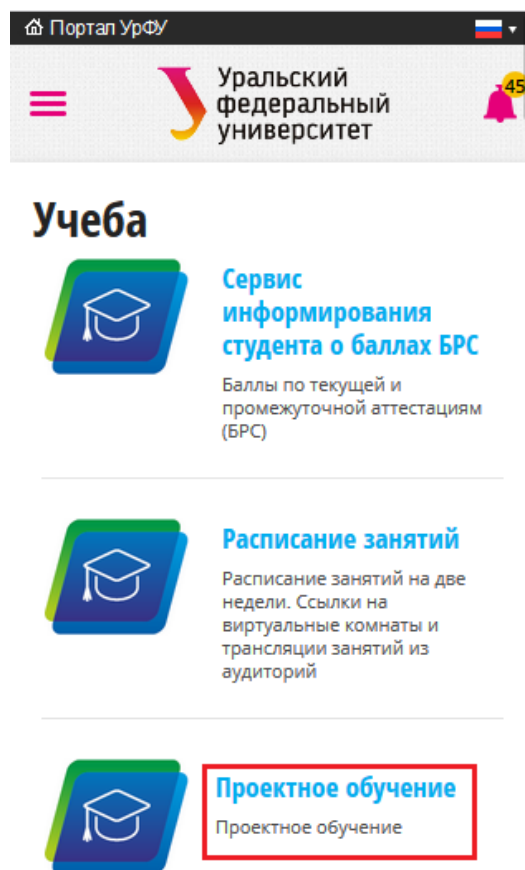 Портал УрФУ
Уральский
федеральный
университет
45
Учеба
Сервис
информирования
студента о баллах БРС
Баллы по текущей и
промежуточной аттестациям
(БРС)
Расписание занятий
Расписание занятий на две
недели. Ссылки на
виртуальные комнаты и
трансляции занятий из
аудиторий
Проектное обучение
Проектное обучение